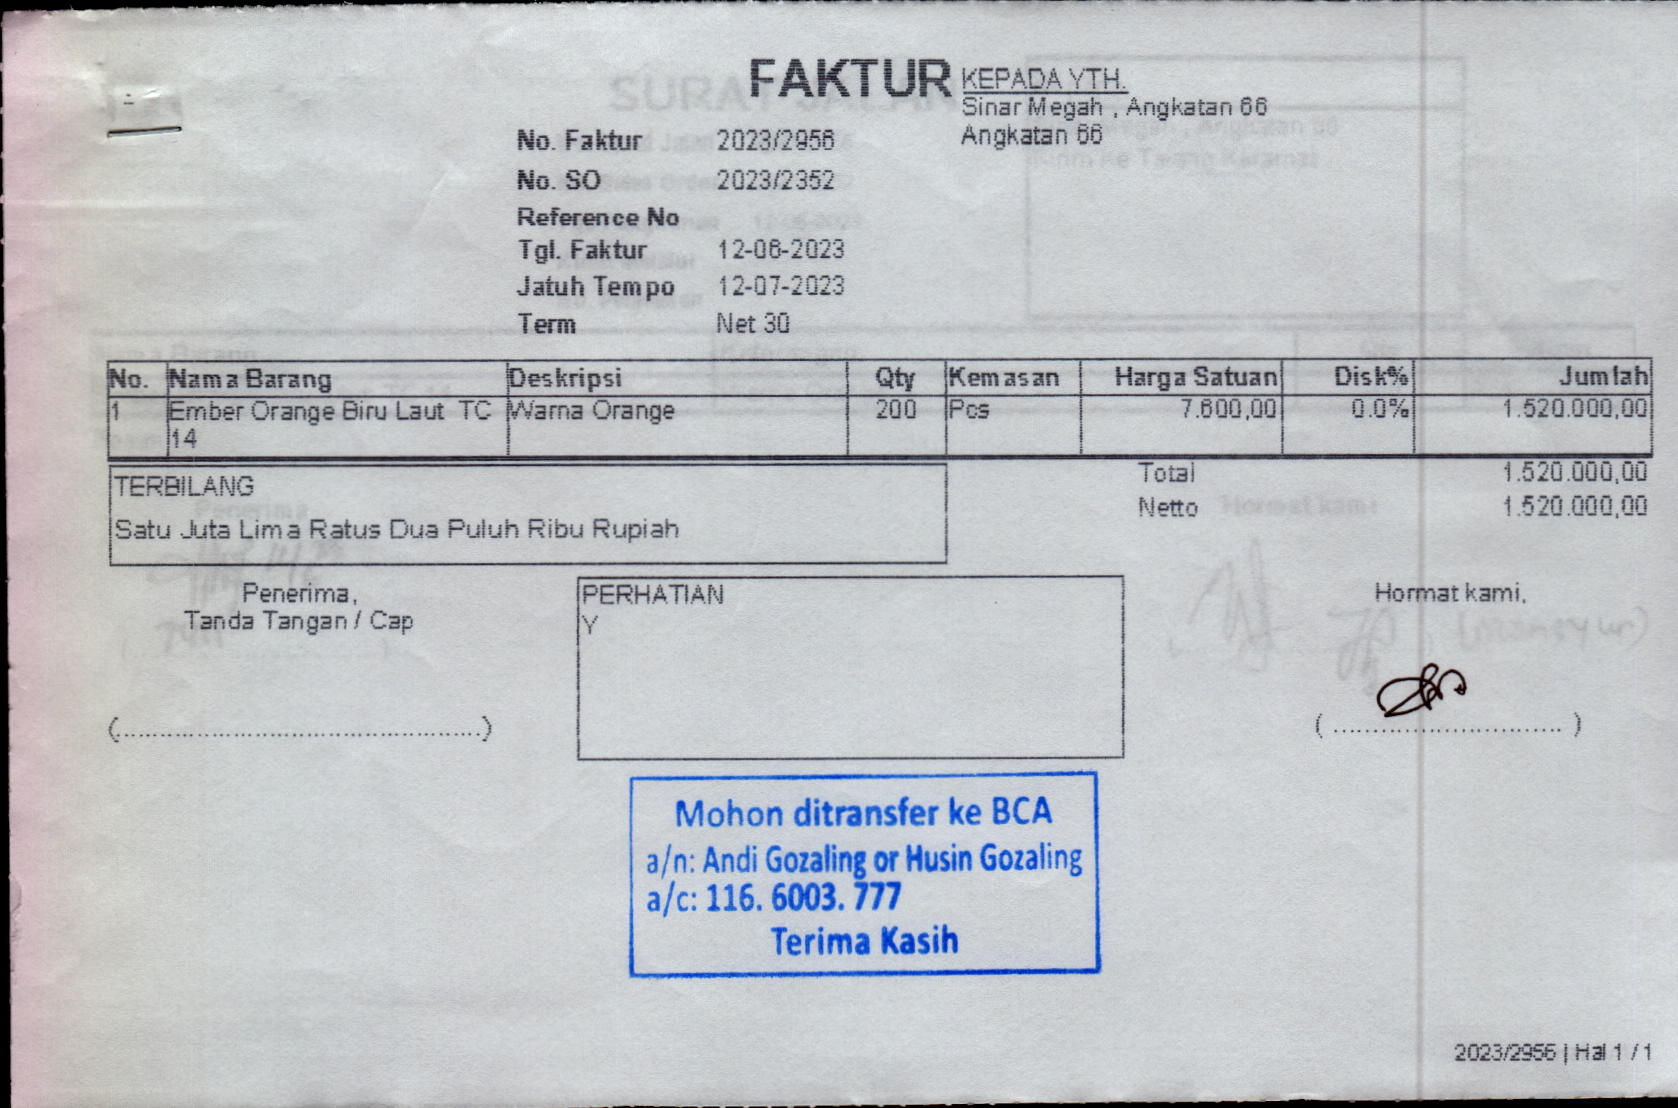 FAKTUR
KEPADA YTH.
Sinar Megah , Angkatan 66
Angkatan 66
No. Faktur 2023/2956
No. SO 2023/2352
Reference No
Tgl. Faktur 12-06-2023
Jatuh Tempo 12-07-2023
Term Net 30
No. Nama Barang Deskripsi Qty Kemasan Harga Satuan Disk% Jumlah
1 Ember Orange Biru Laut TC Warna Orange 200 Pcs 7.600,00 0.0% 1.520.000,00
14
Total 1.520.000,00
Netto 1.520.000,00
TERBILANG
Satu Juta Lima Ratus Dua Puluh Ribu Rupiah
Penerima,
Tanda Tangan / Cap
(................................................)
PERHATIAN
Y
Hormat kami,
( .............................. )
Mohon ditransfer ke BCA
a/n: Andi Gozaling or Husin Gozaling
a/c: 116. 6003. 777
Terima Kasih
2023/2956 | Hal 1 / 1